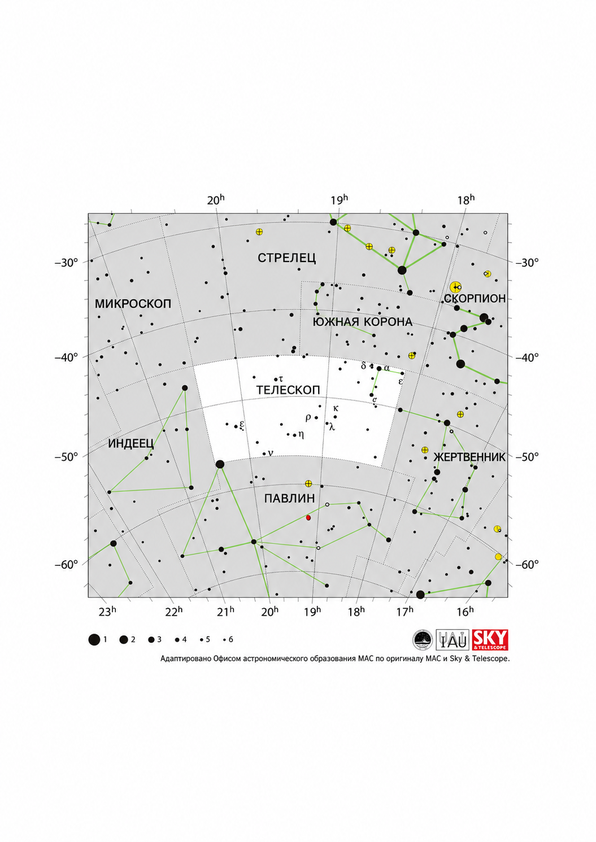 20h 19h 18h
–30° –30°
СТРЕЛЕЦ
СКОРПИОН
МИКРОСКОП
ЮЖНАЯ КОРОНА
–40° –40°
δ α
ε
τ
ТЕЛЕСКОП
ζ
κ
ρ
ξ λ
η
ИНДЕЕЦ
ν
–50° ЖЕРТВЕННИК –50°
ПАВЛИН
–60° –60°
23h 22h 21h 20h 19h 18h 17h 16h
1 2 3 4 5 6
IAU SKY
& TELESCOPE
Адаптировано Офисом астрономического образования МАС по оригиналу МАС и Sky & Telescope.